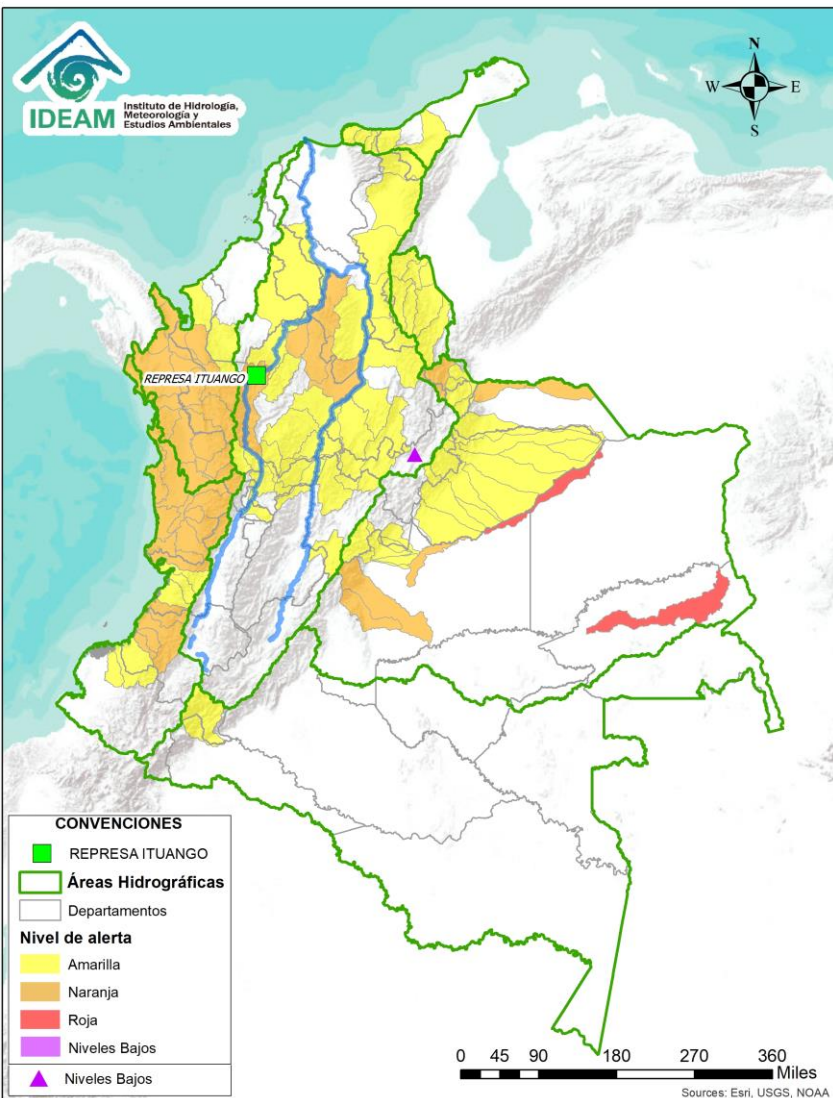 IDEAM
Instituto de Hidrología,
Meteorología y
Estudios Ambientales
N
W
E
S
REPRESA ITUANGO
CONVENCIONES
REPRESA ITUANGO
Áreas Hidrográficas
Departamentos
Nivel de alerta
Amarilla
Naranja
Roja
Niveles Bajos
Niveles Bajos
0 45 90 180 270 360
Miles
Sources: Esri, USGS, NOAA